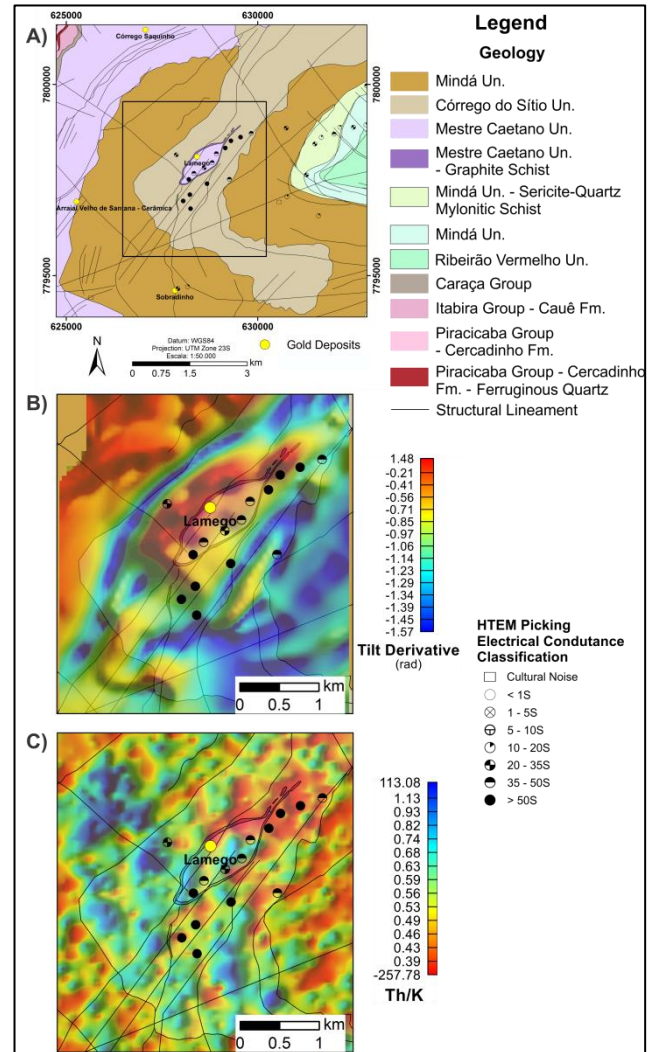 A)
625000
630000
Córrego Saquinho
7800000
7800000
Lamego
Arraial Velho de Santana - Cerâmica
Sobradinho
7795000
7795000
625000
630000
N
Datum: WGS84
Projection: UTM Zone 23S
Escala: 1:50.000
0 0.75 1.5 3
km
Gold Deposits
Legend
Geology
Mindá Un.
Córrego do Sítio Un.
Mestre Caetano Un.
Mestre Caetano Un.
- Graphite Schist
Mindá Un. - Sericite-Quartz
Mylonitic Schist
Mindá Un.
Ribeirão Vermelho Un.
Caraça Group
Itabira Group - Cauê Fm.
Piracicaba Group
- Cercadinho Fm.
Piracicaba Group - Cercadinho
Fm. - Ferruginous Quartz
Structural Lineament
B)
Lamego
km
0 0.5 1
1.48
-0.21
-0.41
-0.56
-0.71
-0.85
-0.97
-1.06
-1.14
-1.23
-1.29
-1.34
-1.39
-1.45
-1.57
Tilt Derivative
(rad)
HTEM Picking
Electrical Condutance
Classification
Cultural Noise
< 1S
1 - 5S
5 - 10S
10 - 20S
20 - 35S
35 - 50S
> 50S
C)
Lamego
km
0 0.5 1
113.08
1.13
0.93
0.82
0.74
0.68
0.63
0.60
0.56
0.53
0.49
0.46
0.43
0.39
-257.78
Th/K